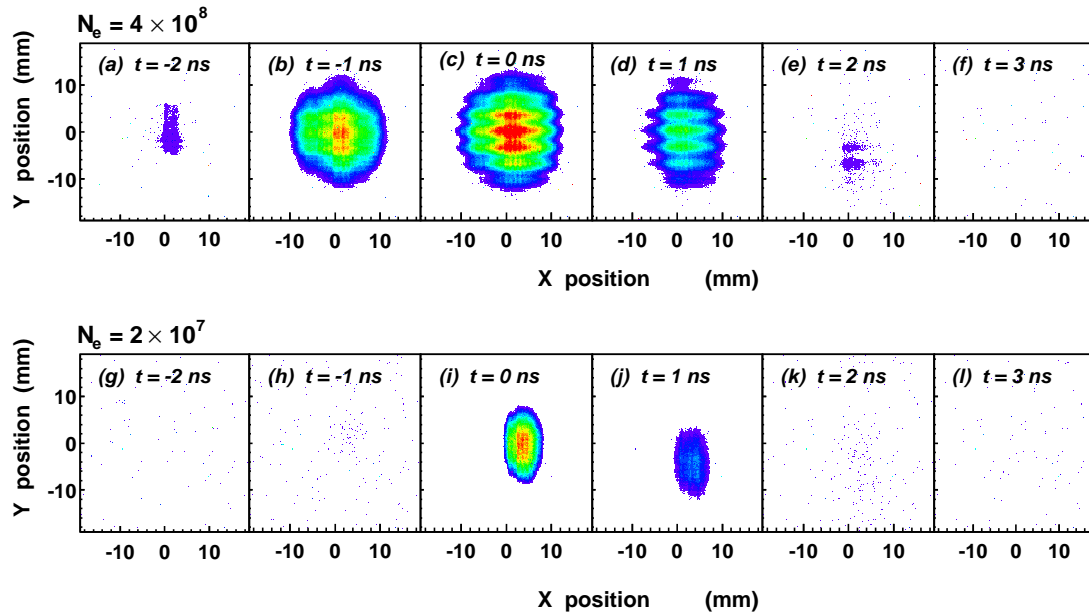 N_e = 4 × 10^8
(a) t = -2 ns (b) t = -1 ns (c) t = 0 ns (d) t = 1 ns (e) t = 2 ns (f) t = 3 ns
Y position (mm)
10
0
-10
-10 0 10 -10 0 10 -10 0 10 -10 0 10 -10 0 10 -10 0 10
X position (mm)
N_e = 2 × 10^7
(g) t = -2 ns (h) t = -1 ns (i) t = 0 ns (j) t = 1 ns (k) t = 2 ns (l) t = 3 ns
Y position (mm)
10
0
-10
-10 0 10 -10 0 10 -10 0 10 -10 0 10 -10 0 10 -10 0 10
X position (mm)